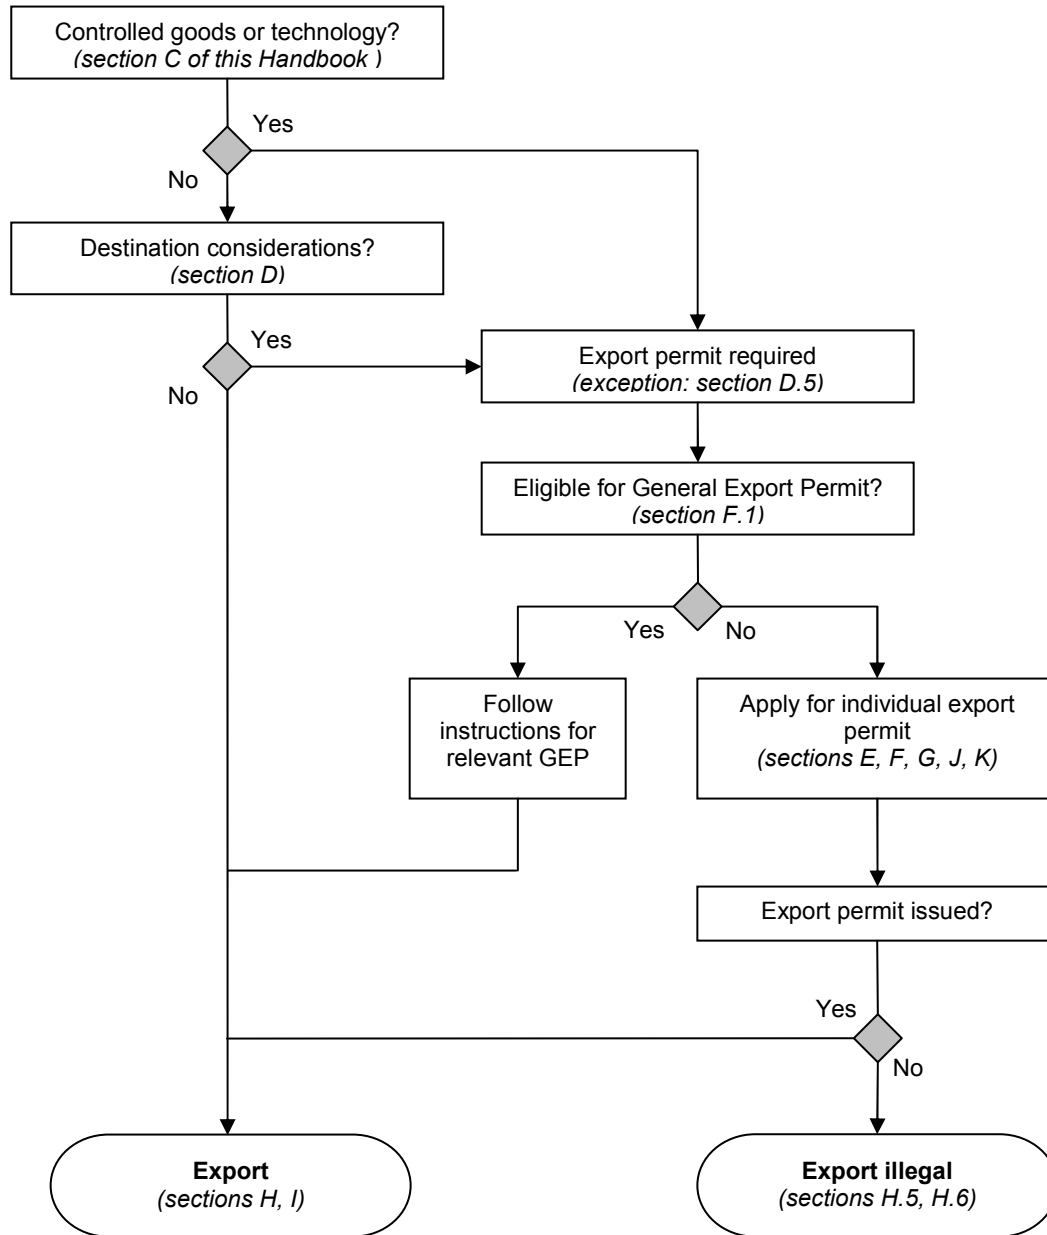 Controlled goods or technology?
(section C of this Handbook )
Yes
No
Destination considerations?
(section D)
Yes
No
Export permit required
(exception: section D.5)
Eligible for General Export Permit?
(section F.1)
Yes
No
Follow
instructions for
relevant GEP
Apply for individual export
permit
(sections E, F, G, J, K)
Export permit issued?
Yes
No
Export
(sections H, I)
Export illegal
(sections H.5, H.6)